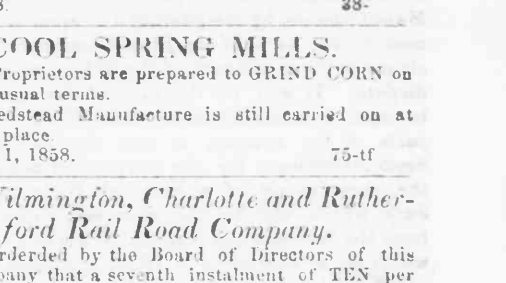 3. 38-
COOL SPRING MILLS.
Proprietors are prepared to GRIND CORN on
usual terms.
edstead Manufacture is still carried on at
place.
1, 1858. 75-tf
Wilmington, Charlotte and Ruther-
ford Rail Road Company.
rderded by the Board of Directors of this
pany that a seventh instalment of TEN per